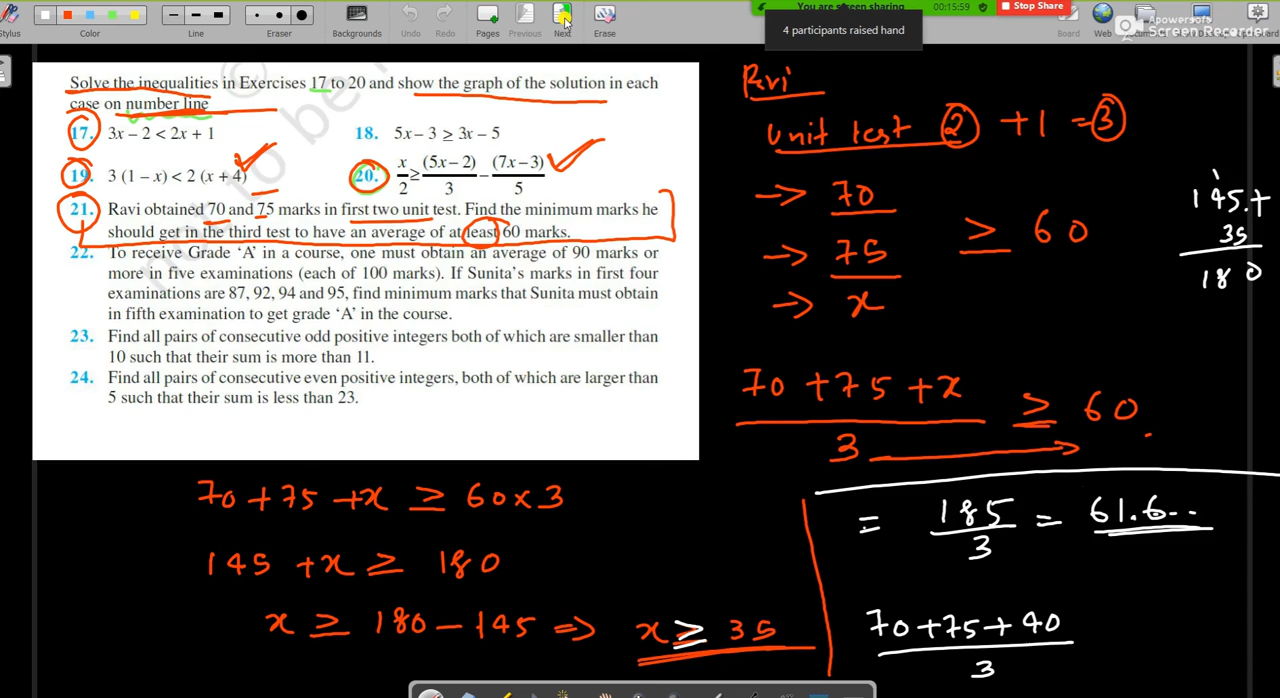 Stylus
Color
Line
Eraser
Backgrounds
Undo
Redo
Pages
Previous
Next
Erase
You are screen sharing
00:15:59
Stop Share
4 participants raised hand
Board
Web
Apowersoft
Screen Recorder
Solve the inequalities in Exercises 17 to 20 and show the graph of the solution in each
case on number line
17. 3x – 2 < 2x + 1
18. 5x – 3 ≥ 3x – 5
19. 3 (1 – x) < 2 (x + 4)
20. x/2 ≥ (5x – 2)/3 – (7x – 3)/5
21. Ravi obtained 70 and 75 marks in first two unit test. Find the minimum marks he
should get in the third test to have an average of at least 60 marks.
22. To receive Grade ‘A’ in a course, one must obtain an average of 90 marks or
more in five examinations (each of 100 marks). If Sunita’s marks in first four
examinations are 87, 92, 94 and 95, find minimum marks that Sunita must obtain
in fifth examination to get grade ‘A’ in the course.
23. Find all pairs of consecutive odd positive integers both of which are smaller than
10 such that their sum is more than 11.
24. Find all pairs of consecutive even positive integers, both of which are larger than
5 such that their sum is less than 23.
not to be
©
Ravi
unit test 2 + 1 = 3
→ 70
→ 75
→ x
≥ 60
1
145+
35
180
70 + 75 + x
3
≥ 60
70 + 75 + x ≥ 60 x 3
145 + x ≥ 180
x ≥ 180 – 145 ⇒ x ≥ 35
= 185/3 = 61.6..
70 + 75 + 40
3